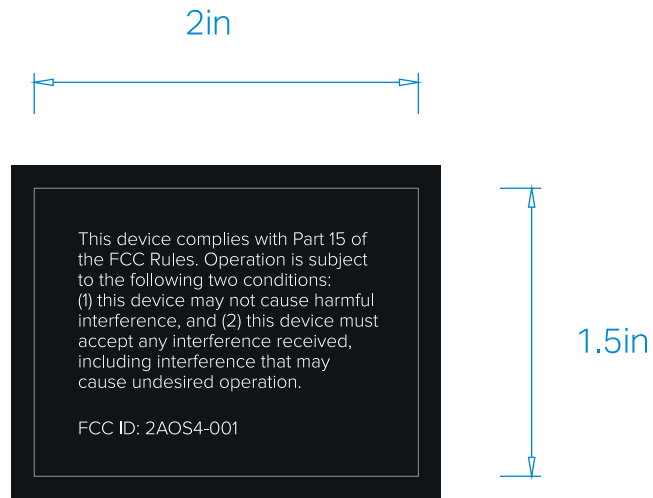 2in
This device complies with Part 15 of
the FCC Rules. Operation is subject
to the following two conditions:
(1) this device may not cause harmful
interference, and (2) this device must
accept any interference received,
including interference that may
cause undesired operation.
FCC ID: 2AOS4-001
1.5in